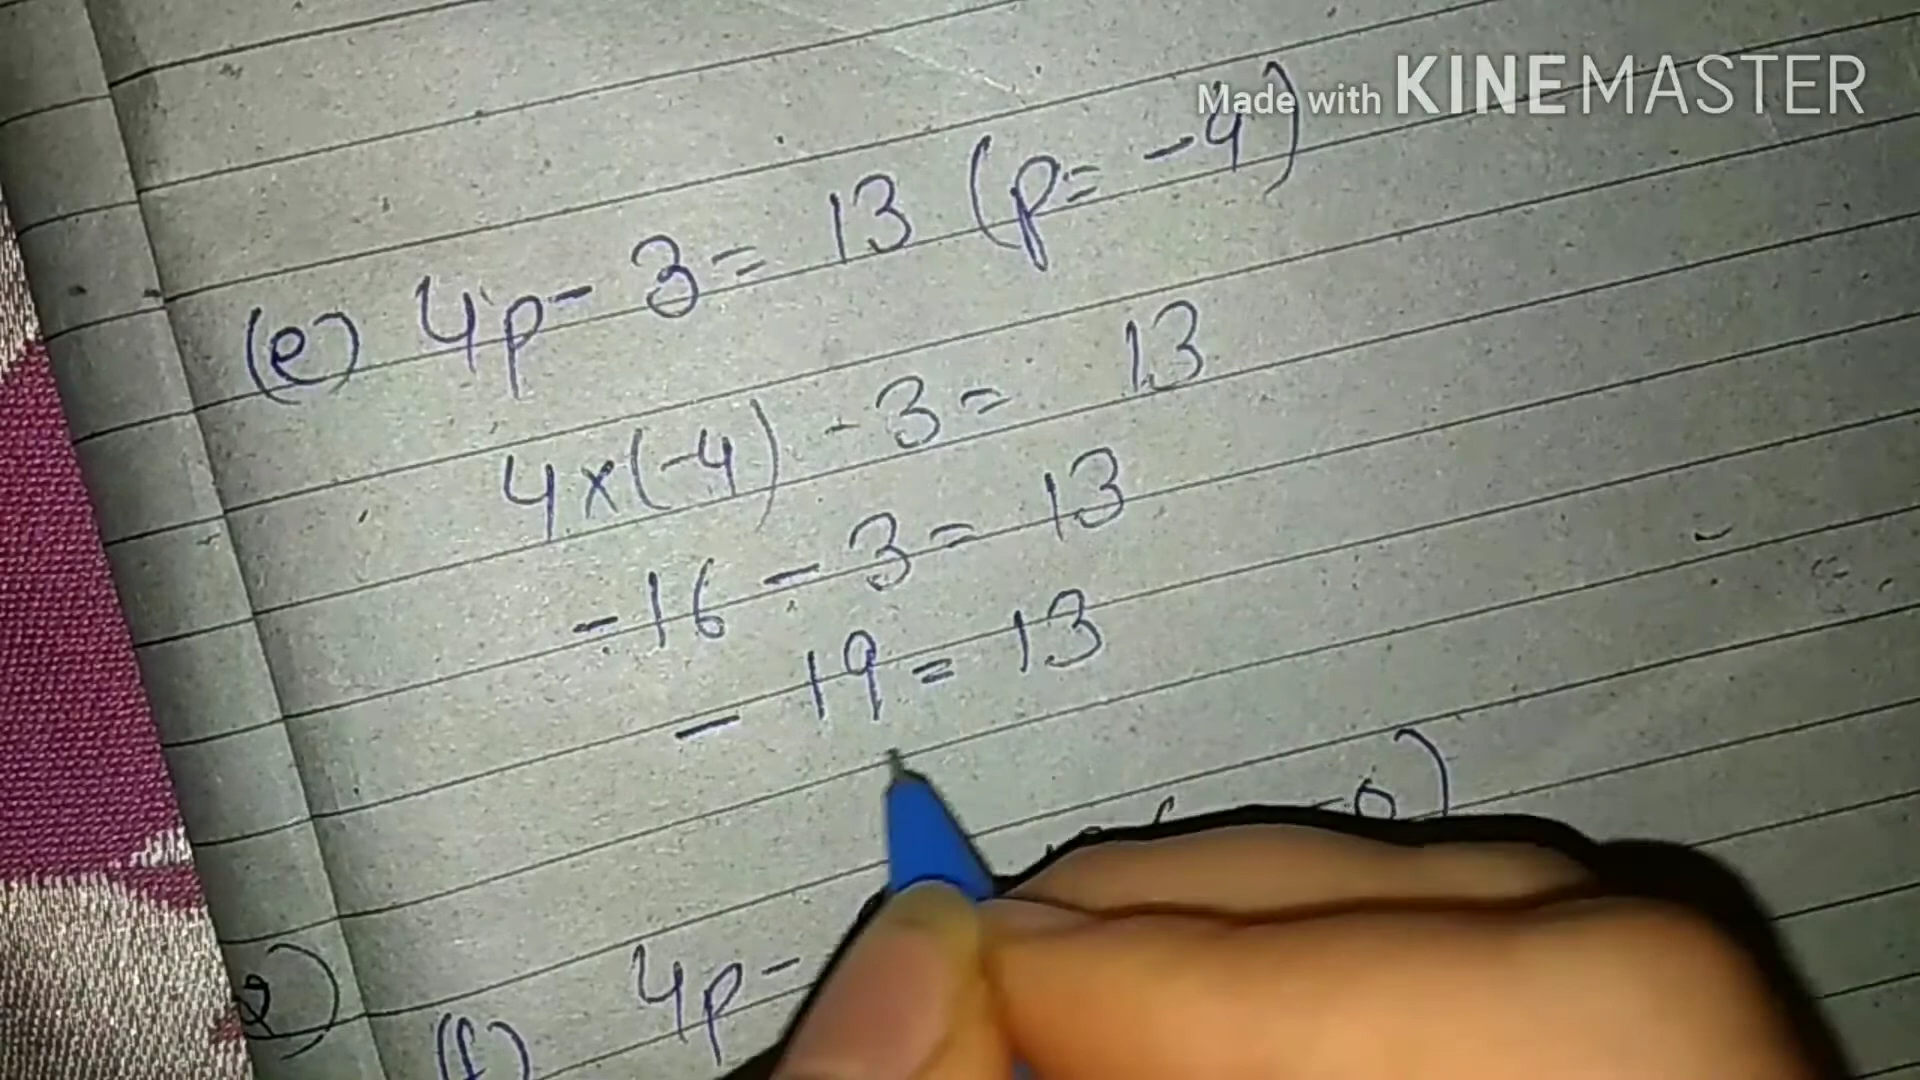 Made with KINEMASTER
(e) 4p - 3 = 13 (p = -4)
4 x (-4) - 3 = 13
-16 - 3 = 13
- 19 = 13
(f) 4p -